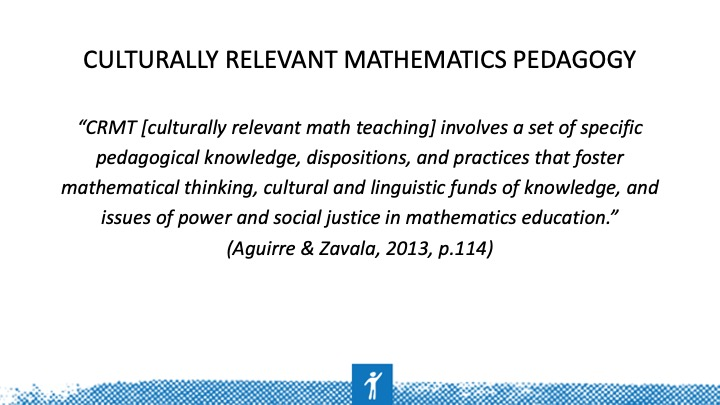 CULTURALLY RELEVANT MATHEMATICS PEDAGOGY
“CRMT [culturally relevant math teaching] involves a set of specific
pedagogical knowledge, dispositions, and practices that foster
mathematical thinking, cultural and linguistic funds of knowledge, and
issues of power and social justice in mathematics education.”
(Aguirre & Zavala, 2013, p.114)